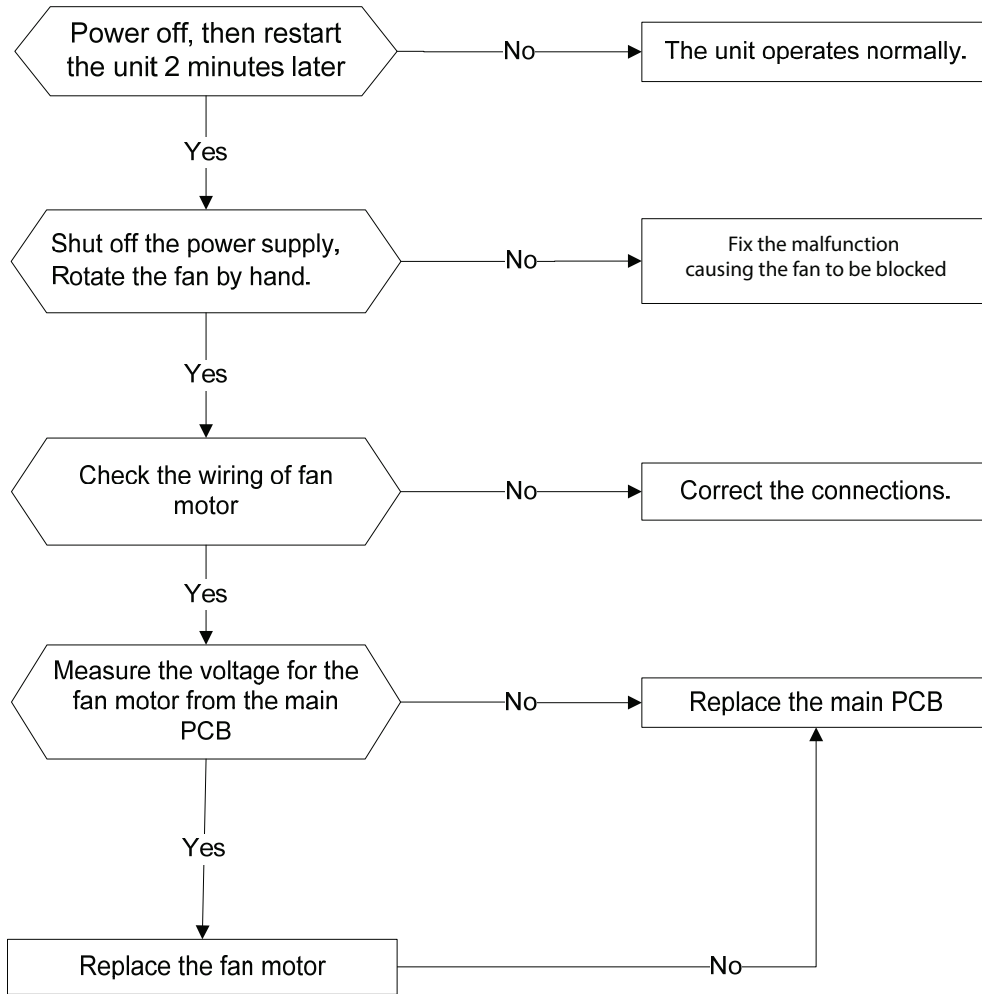 Power off, then restart
the unit 2 minutes later
No
The unit operates normally.
Yes
Shut off the power supply,
Rotate the fan by hand.
No
Fix the malfunction
causing the fan to be blocked
Yes
Check the wiring of fan
motor
No
Correct the connections.
Yes
Measure the voltage for the
fan motor from the main
PCB
No
Replace the main PCB
Yes
Replace the fan motor
No